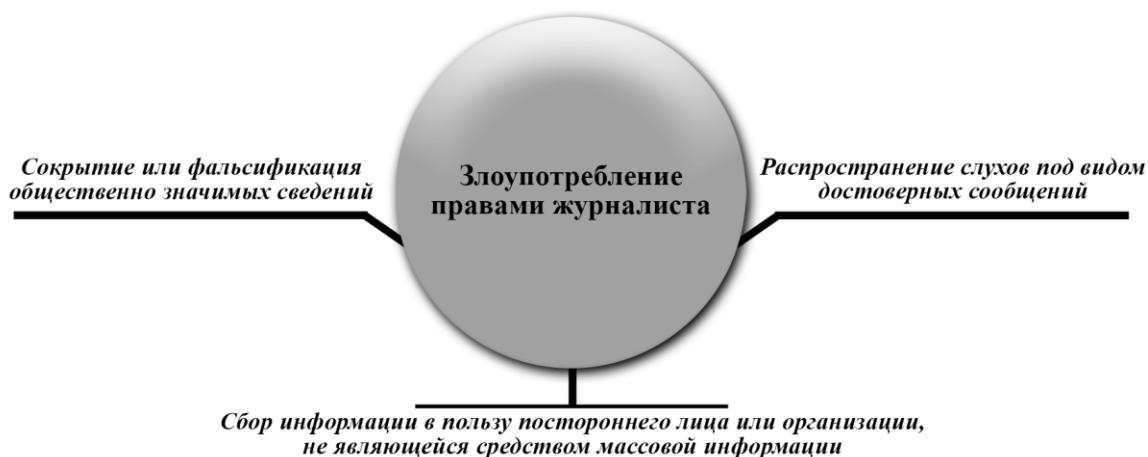 Злоупотребление
правами журналиста
Сокрытие или фальсификация
общественно значимых сведений
Распространение слухов под видом
достоверных сообщений
Сбор информации в пользу постороннего лица или организации,
не являющейся средством массовой информации